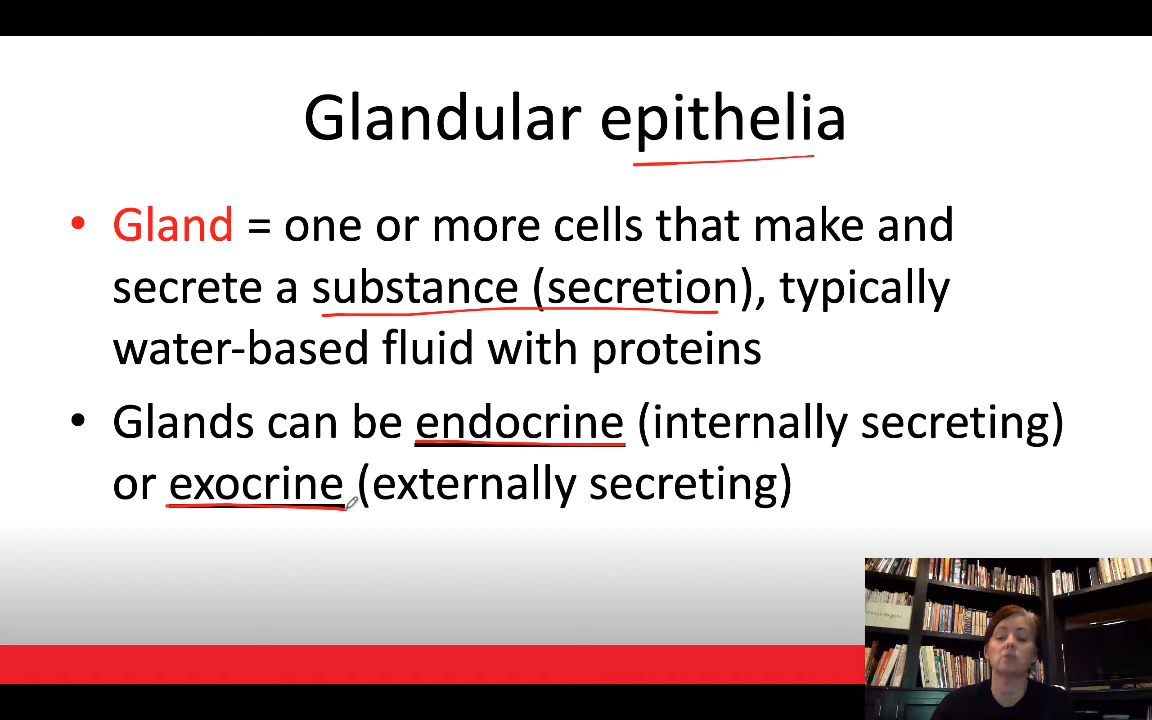 Glandular epithelia
• Gland = one or more cells that make and
secrete a substance (secretion), typically
water-based fluid with proteins
• Glands can be endocrine (internally secreting)
or exocrine (externally secreting)